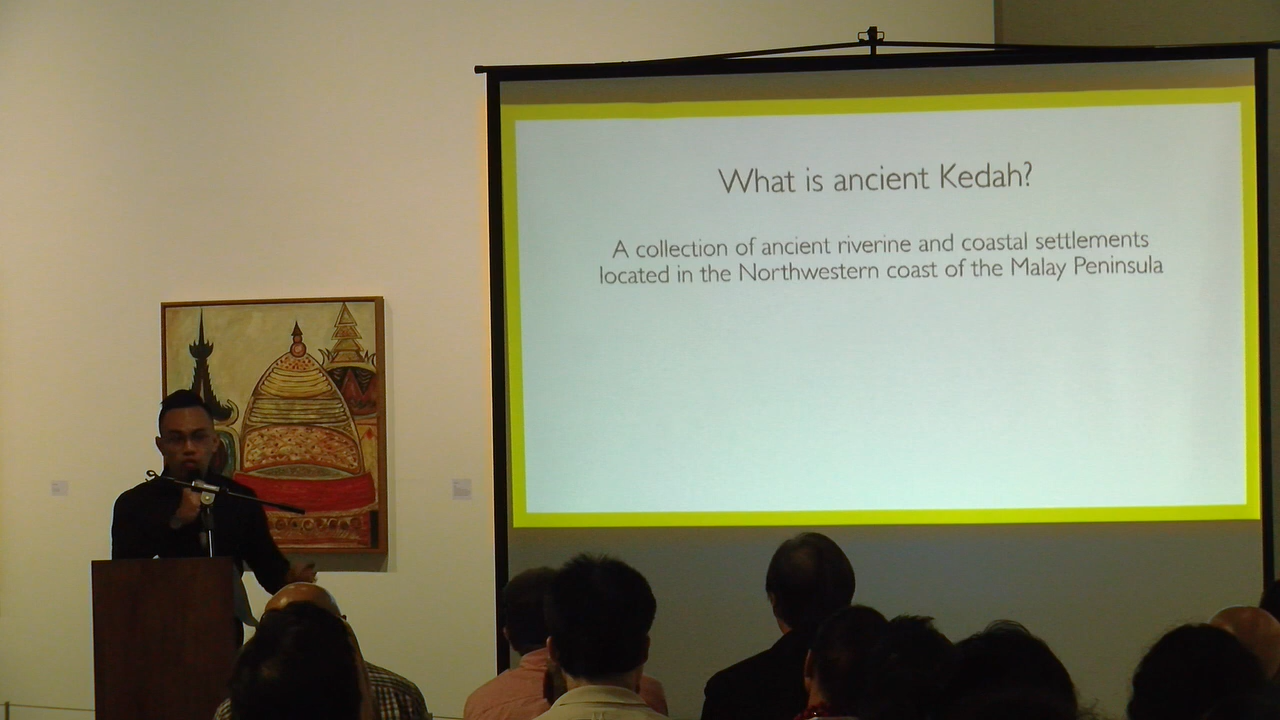 What is ancient Kedah?
A collection of ancient riverine and coastal settlements
located in the Northwestern coast of the Malay Peninsula